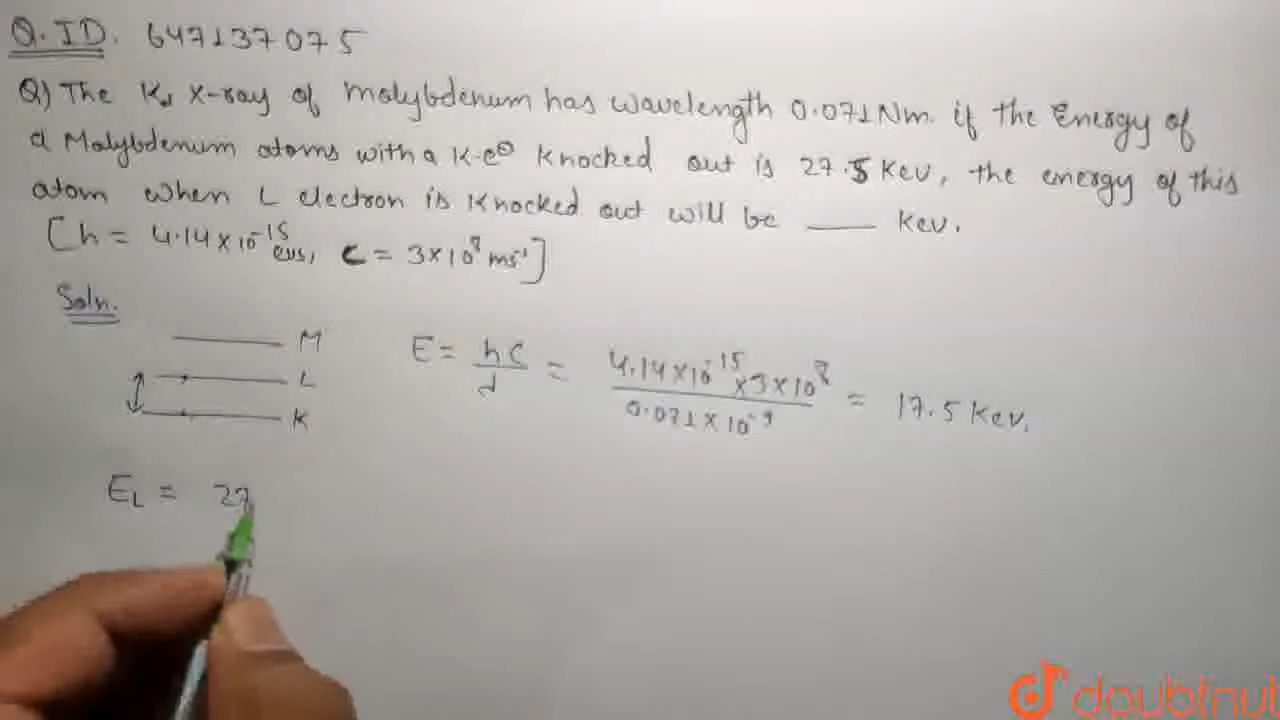 Q.ID. 647137075
Q) The Kα X-ray of Molybdenum has wavelength 0.071 Nm. if the Energy of
a Molybdenum atoms with a K-e⊖ Knocked out is 27.5 Kev, the energy of this
atom when L electron is Knocked out will be ___ Kev.
[h = 4.14×10⁻¹⁵ evs, c = 3×10⁸ ms⁻¹]
Soln.
M
L
K
E = hc/λ = 4.14×10⁻¹⁵ ×3×10⁸ / 0.071×10⁻⁹ = 17.5 Kev.
E_L = 27
doubtnut